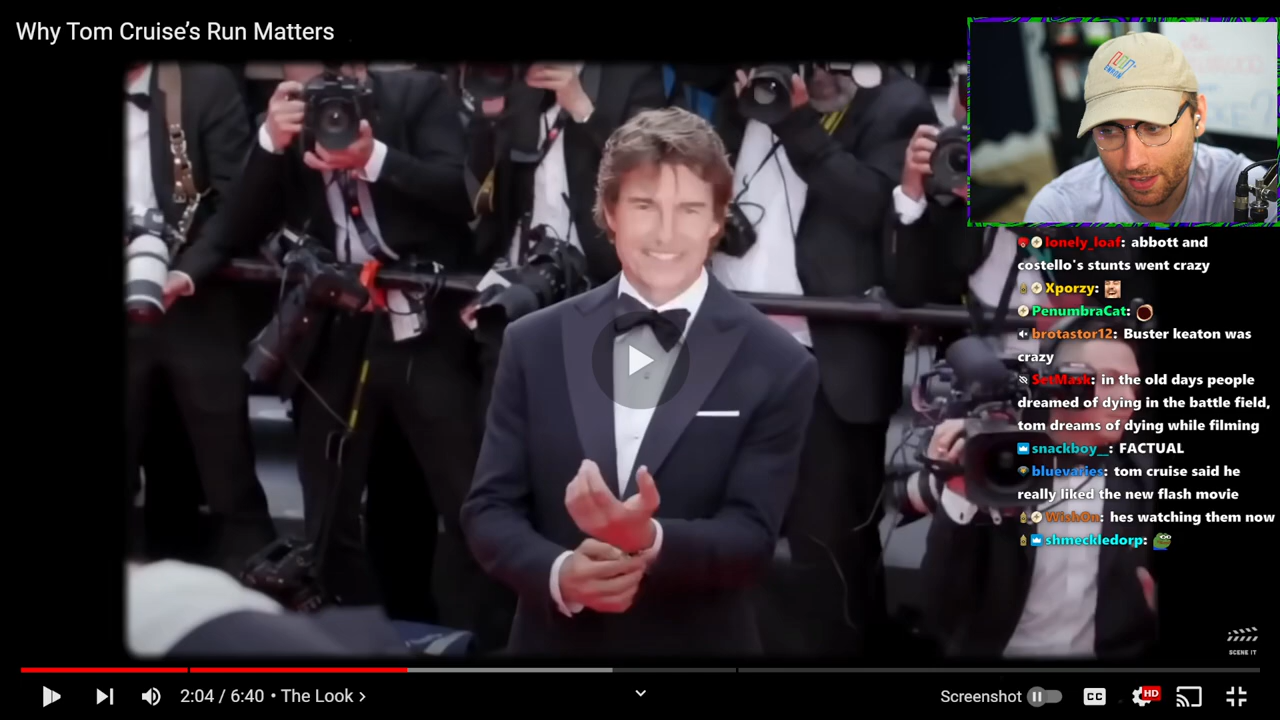 Why Tom Cruise's Run Matters
lonely_loaf: abbott and
costello's stunts went crazy
Xporzy:
PenumbraCat:
brotastor12: Buster keaton was
crazy
SetMask: in the old days people
dreamed of dying in the battle field,
tom dreams of dying while filming
snackboy__: FACTUAL
bluevaries: tom cruise said he
really liked the new flash movie
WishOn: hes watching them now
shmeckledorp:
SCENE IT
2:04 / 6:40 • The Look ›
Screenshot
CC
HD